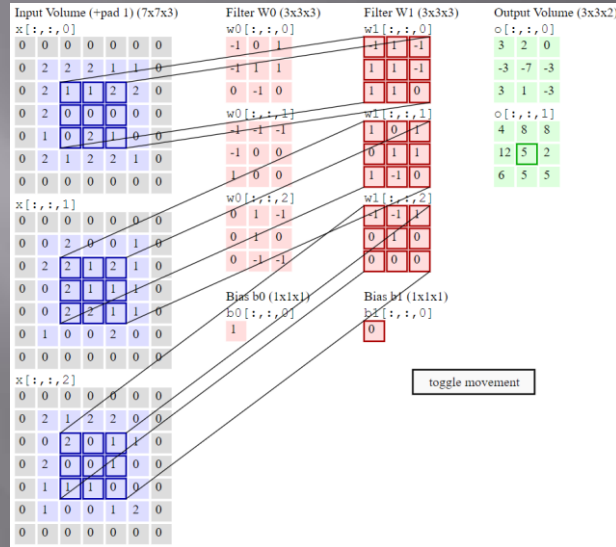 Input Volume (+pad 1) (7x7x3)
x[:,:,0]
0 0 0 0 0 0 0
0 2 2 2 1 1 0
0 2 1 1 2 2 0
0 2 0 0 0 0 0
0 1 0 2 1 0 0
0 2 1 2 2 1 0
0 0 0 0 0 0 0
x[:,:,1]
0 0 0 0 0 0 0
0 0 2 0 0 1 0
0 0 2 1 2 1 0
0 0 2 1 1 1 0
0 0 2 2 1 1 0
0 1 0 0 2 0 0
0 0 0 0 0 0 0
x[:,:,2]
0 0 0 0 0 0 0
0 2 1 2 2 0 0
0 0 2 0 1 1 0
0 2 0 0 1 0 0
0 1 1 1 0 0 0
0 1 0 0 1 2 0
0 0 0 0 0 0 0
Filter W0 (3x3x3)
w0[:,:,0]
-1 0 1
-1 1 1
0 -1 0
w0[:,:,1]
-1 -1 -1
-1 0 0
1 0 0
w0[:,:,2]
0 1 -1
0 1 0
0 -1 -1
Bias b0 (1x1x1)
b0[:,:,0]
1
Filter W1 (3x3x3)
w1[:,:,0]
-1 1 -1
1 1 -1
1 1 0
w1[:,:,1]
1 0 1
0 1 1
1 -1 0
w1[:,:,2]
-1 -1 1
0 1 0
0 0 0
Bias b1 (1x1x1)
b1[:,:,0]
0
Output Volume (3x3x2)
o[:,:,0]
3 2 0
-3 -7 -3
3 1 -3
o[:,:,1]
4 8 8
12 5 2
6 5 5
toggle movement